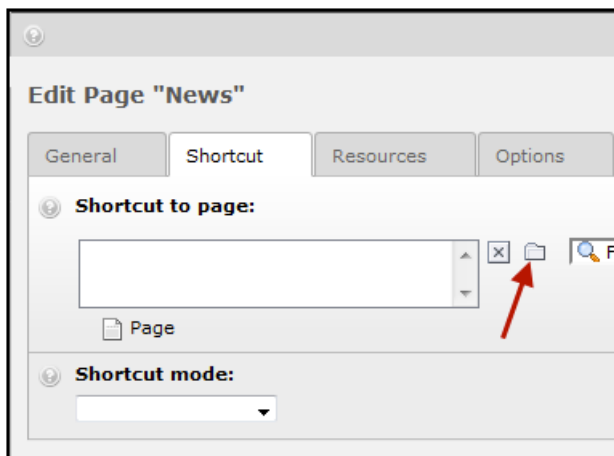 Edit Page "News"
General Shortcut Resources Options
Shortcut to page:
F
Page
Shortcut mode: